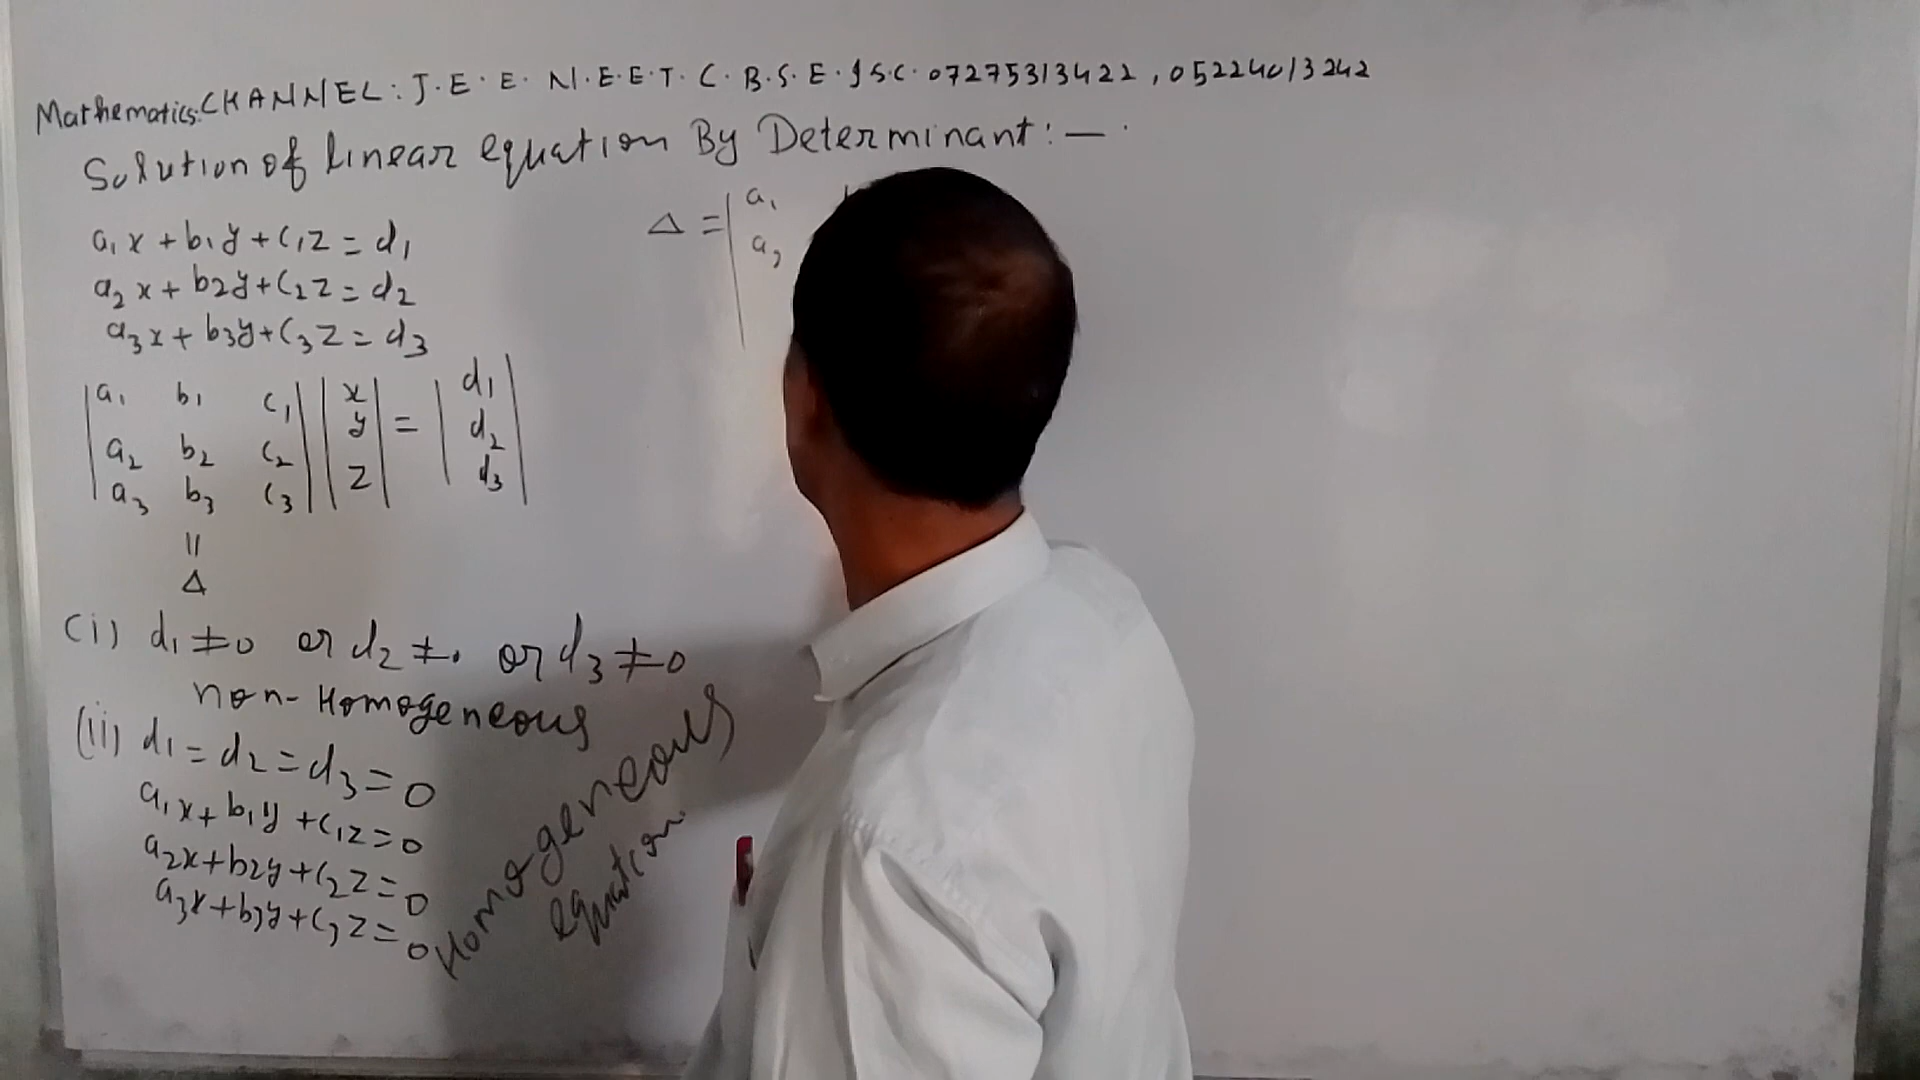 Mathematics: CHANNEL: J.E.E. N.E.E.T. C.B.S.E. I.S.C. 07275313422, 05224013242
Solution of linear equation By Determinant:—
a₁x + b₁y + c₁z = d₁
a₂x + b₂y + c₂z = d₂
a₃x + b₃y + c₃z = d₃
| a₁ b₁ c₁ | | x | = | d₁ |
| a₂ b₂ c₂ | | y | | d₂ |
| a₃ b₃ c₃ | | z | | d₃ |
||
Δ
(i) d₁ ≠ 0 or d₂ ≠ 0 or d₃ ≠ 0
non-Homogeneous
(ii) d₁ = d₂ = d₃ = 0
a₁x + b₁y + c₁z = 0
a₂x + b₂y + c₂z = 0
a₃x + b₃y + c₃z = 0
Homogeneous
equation.
Δ = | a₁
a₂